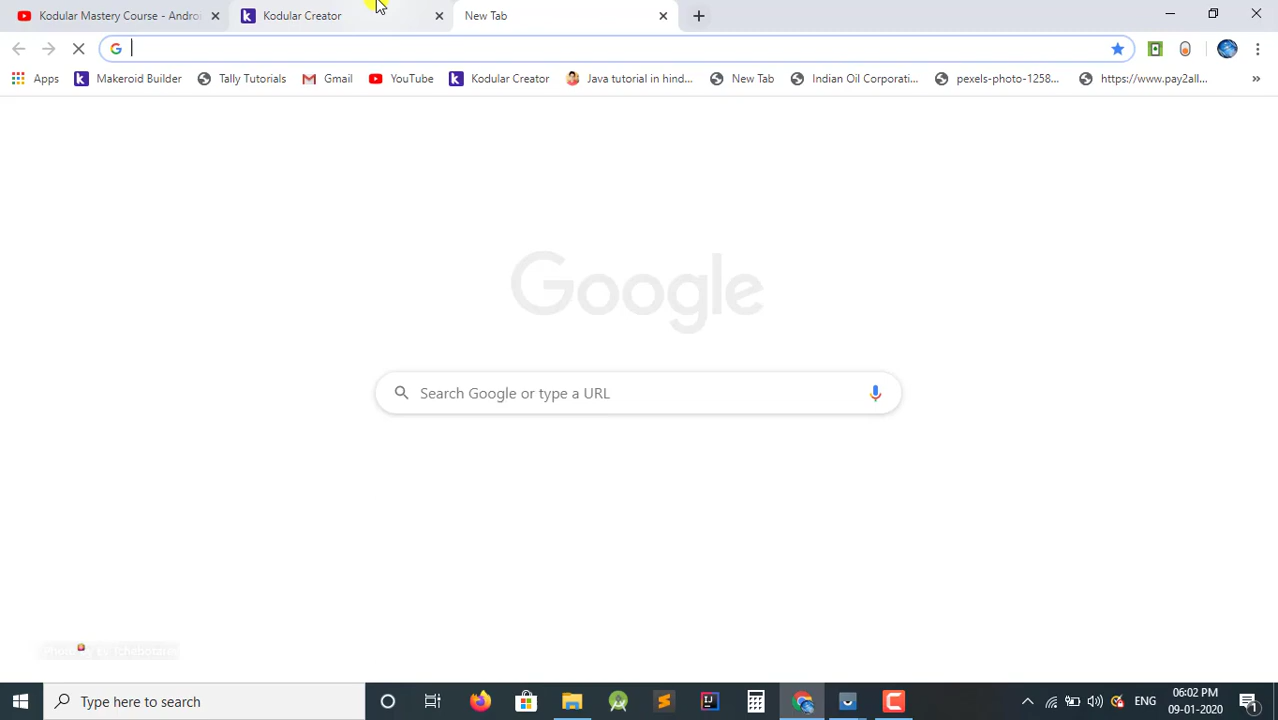 Kodular Mastery Course - Androi
Kodular Creator
New Tab
Apps
Makeroid Builder
Tally Tutorials
Gmail
YouTube
Kodular Creator
Java tutorial in hind...
New Tab
Indian Oil Corporati...
pexels-photo-1258...
https://www.pay2all...
»
Google
Search Google or type a URL
Type here to search
ENG
06:02 PM
09-01-2020
1